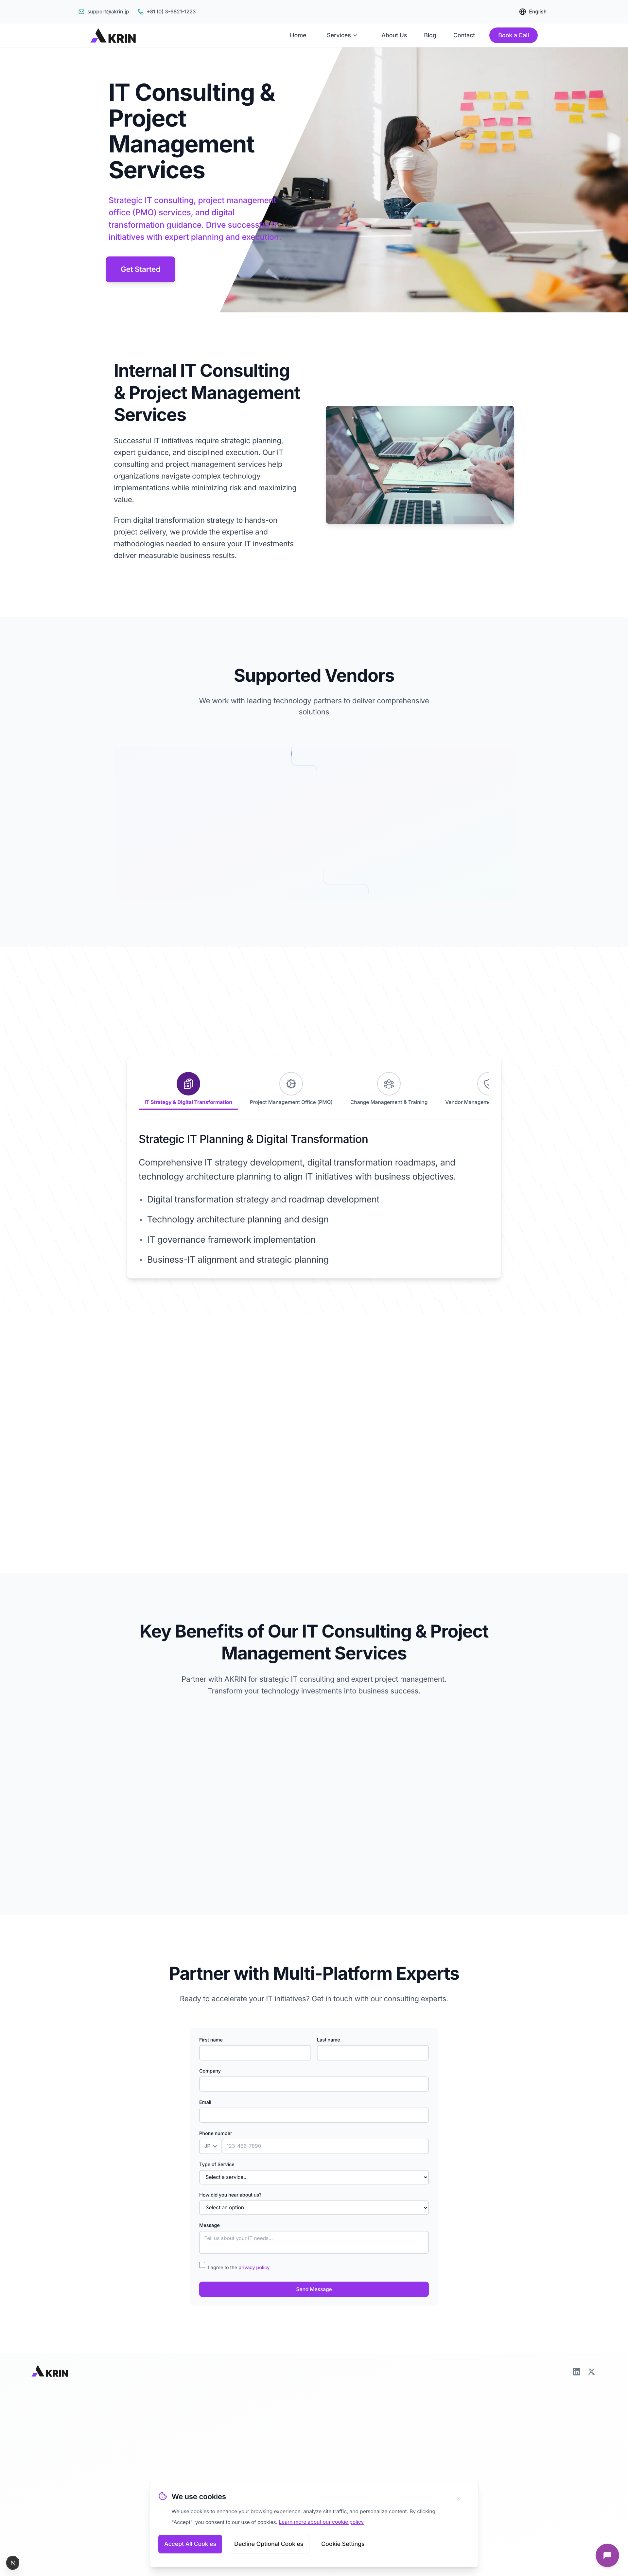 support@akrin.jp
+81 (0) 3-6821-1223
English
AKRIN
Home
Services
About Us
Blog
Contact
Book a Call
IT Consulting &
Project
Management
Services
Strategic IT consulting, project management
office (PMO) services, and digital
transformation guidance. Drive successful IT
initiatives with expert planning and execution.
Get Started
Internal IT Consulting
& Project Management
Services
Successful IT initiatives require strategic planning,
expert guidance, and disciplined execution. Our IT
consulting and project management services help
organizations navigate complex technology
implementations while minimizing risk and maximizing
value.
From digital transformation strategy to hands-on
project delivery, we provide the expertise and
methodologies needed to ensure your IT investments
deliver measurable business results.
Supported Vendors
We work with leading technology partners to deliver comprehensive
solutions
IT Strategy & Digital Transformation
Project Management Office (PMO)
Change Management & Training
Vendor Manageme
Strategic IT Planning & Digital Transformation
Comprehensive IT strategy development, digital transformation roadmaps, and
technology architecture planning to align IT initiatives with business objectives.
• Digital transformation strategy and roadmap development
• Technology architecture planning and design
• IT governance framework implementation
• Business-IT alignment and strategic planning
Key Benefits of Our IT Consulting & Project
Management Services
Partner with AKRIN for strategic IT consulting and expert project management.
Transform your technology investments into business success.
Partner with Multi-Platform Experts
Ready to accelerate your IT initiatives? Get in touch with our consulting experts.
First name
Last name
Company
Email
Phone number
JP
123-456-7890
Type of Service
Select a service...
How did you hear about us?
Select an option...
Message
Tell us about your IT needs...
I agree to the privacy policy
Send Message
AKRIN
We use cookies
We use cookies to enhance your browsing experience, analyze site traffic, and personalize content. By clicking
"Accept", you consent to our use of cookies. Learn more about our cookie policy
Accept All Cookies
Decline Optional Cookies
Cookie Settings
N